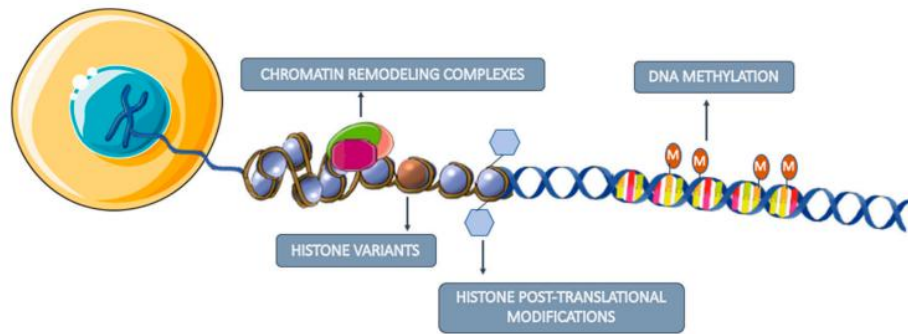 CHROMATIN REMODELING COMPLEXES
DNA METHYLATION
M
M
M
M
HISTONE VARIANTS
HISTONE POST-TRANSLATIONAL
MODIFICATIONS